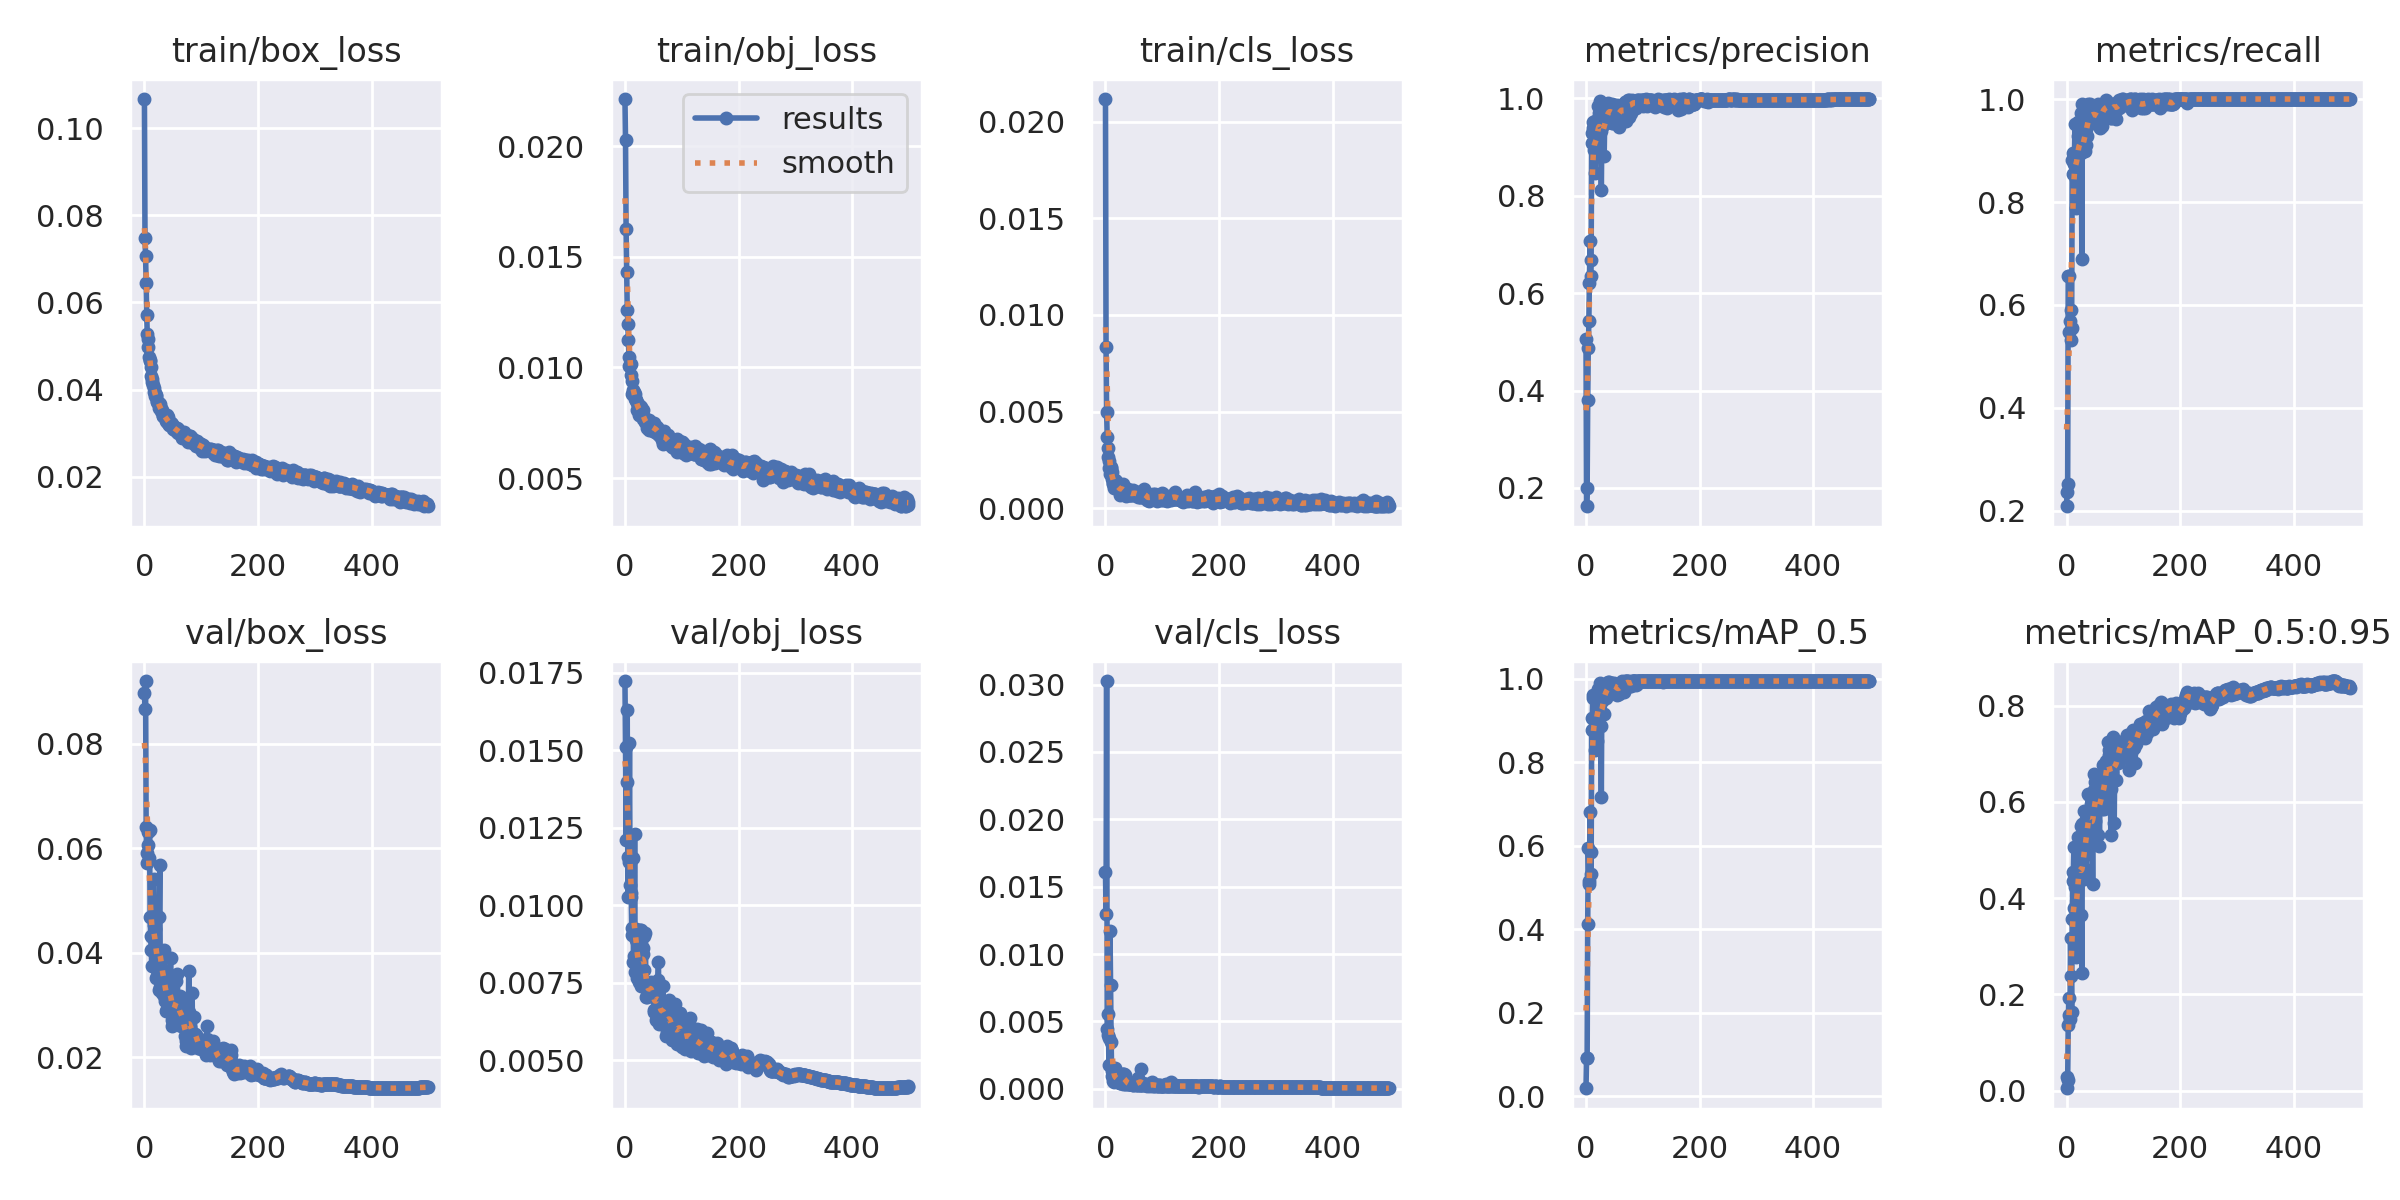 train/box_loss
0.10
0.08
0.06
0.04
0.02
0 200 400
train/obj_loss
results
smooth
0.020
0.015
0.010
0.005
0 200 400
train/cls_loss
0.020
0.015
0.010
0.005
0.000
0 200 400
metrics/precision
1.0
0.8
0.6
0.4
0.2
0 200 400
metrics/recall
1.0
0.8
0.6
0.4
0.2
0 200 400
val/box_loss
0.08
0.06
0.04
0.02
0 200 400
val/obj_loss
0.0175
0.0150
0.0125
0.0100
0.0075
0.0050
0 200 400
val/cls_loss
0.030
0.025
0.020
0.015
0.010
0.005
0.000
0 200 400
metrics/mAP_0.5
1.0
0.8
0.6
0.4
0.2
0.0
0 200 400
metrics/mAP_0.5:0.95
0.8
0.6
0.4
0.2
0.0
0 200 400